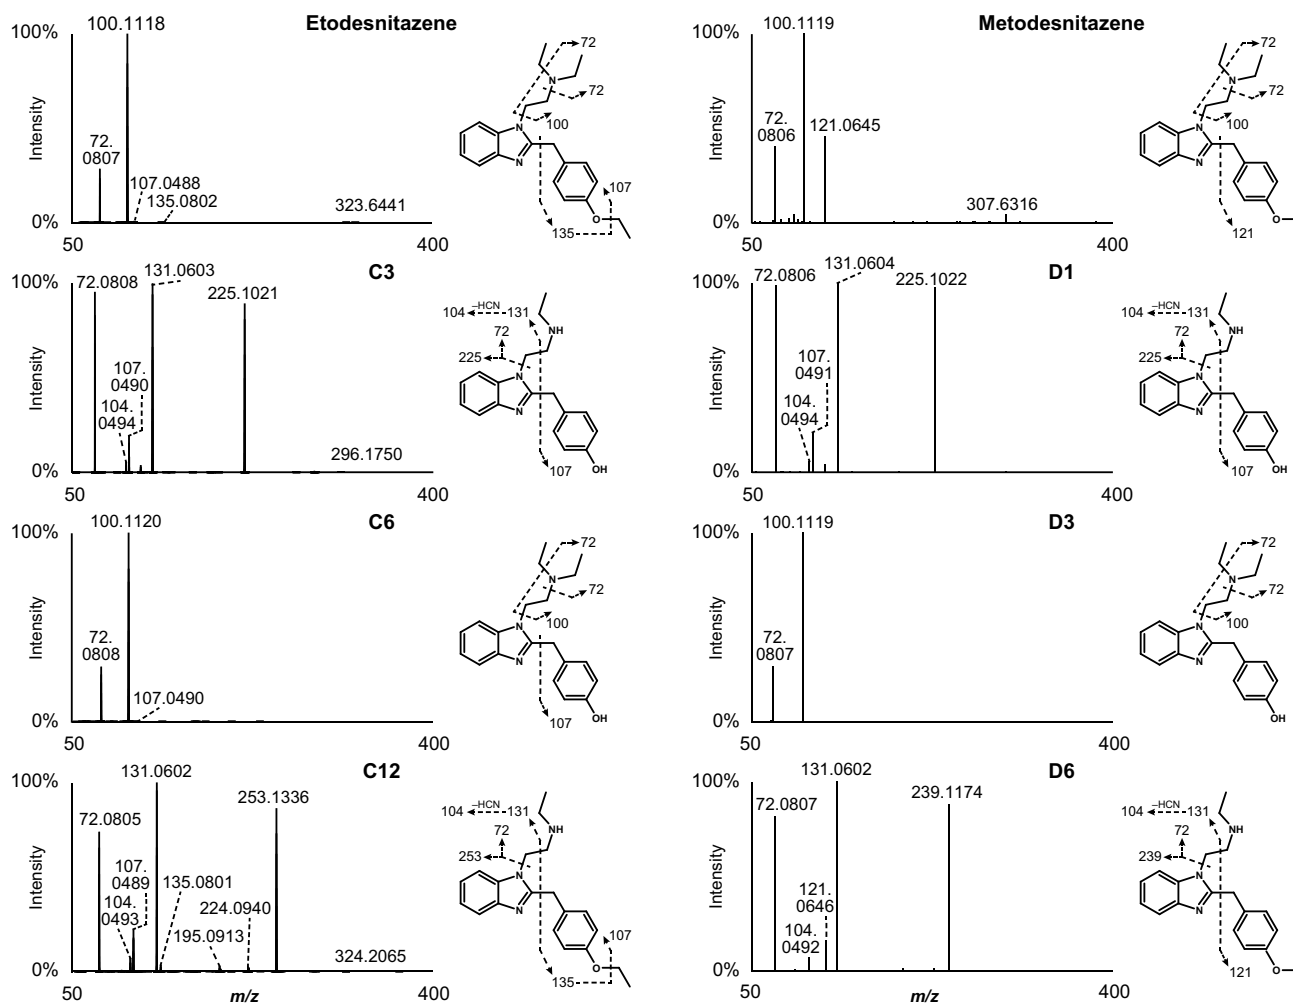 Etodesnitazene
100%
Intensity
0%
50
400
100.1118
72.
0807
107.0488
135.0802
323.6441
72
N
72
100
N
N
107
O
135
Metodesnitazene
100%
Intensity
0%
50
400
100.1119
72.
0806
121.0645
307.6316
72
N
72
100
N
N
O
121
C3
100%
Intensity
0%
50
400
72.0808
131.0603
225.1021
107.
0490
104.
0494
296.1750
–HCN
104
131
72
NH
225
N
N
OH
107
D1
100%
Intensity
0%
50
400
72.0806
131.0604
225.1022
107.
0491
104.
0494
–HCN
104
131
72
NH
225
N
N
OH
107
C6
100%
Intensity
0%
50
400
100.1120
72.
0808
107.0490
72
N
72
100
N
N
OH
107
D3
100%
Intensity
0%
50
400
100.1119
72.
0807
72
N
72
100
N
N
OH
C12
100%
Intensity
0%
50
400
m/z
131.0602
253.1336
72.0805
107.
0489
104.
0493
135.0801
224.0940
195.0913
324.2065
–HCN
104
131
72
NH
253
N
N
107
O
135
D6
100%
Intensity
0%
50
400
m/z
131.0602
72.0807
239.1174
121.
0646
104.
0492
–HCN
104
131
72
NH
239
N
N
O
121